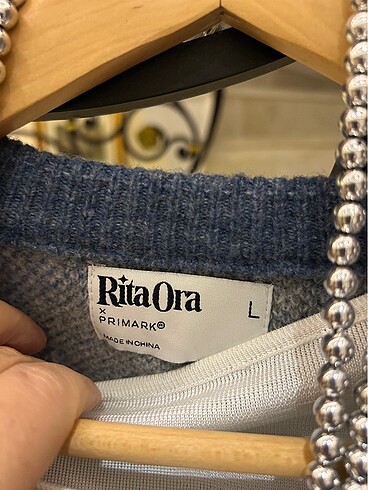 Rita Ora
×
PRIMARK®
MADE IN CHINA
L